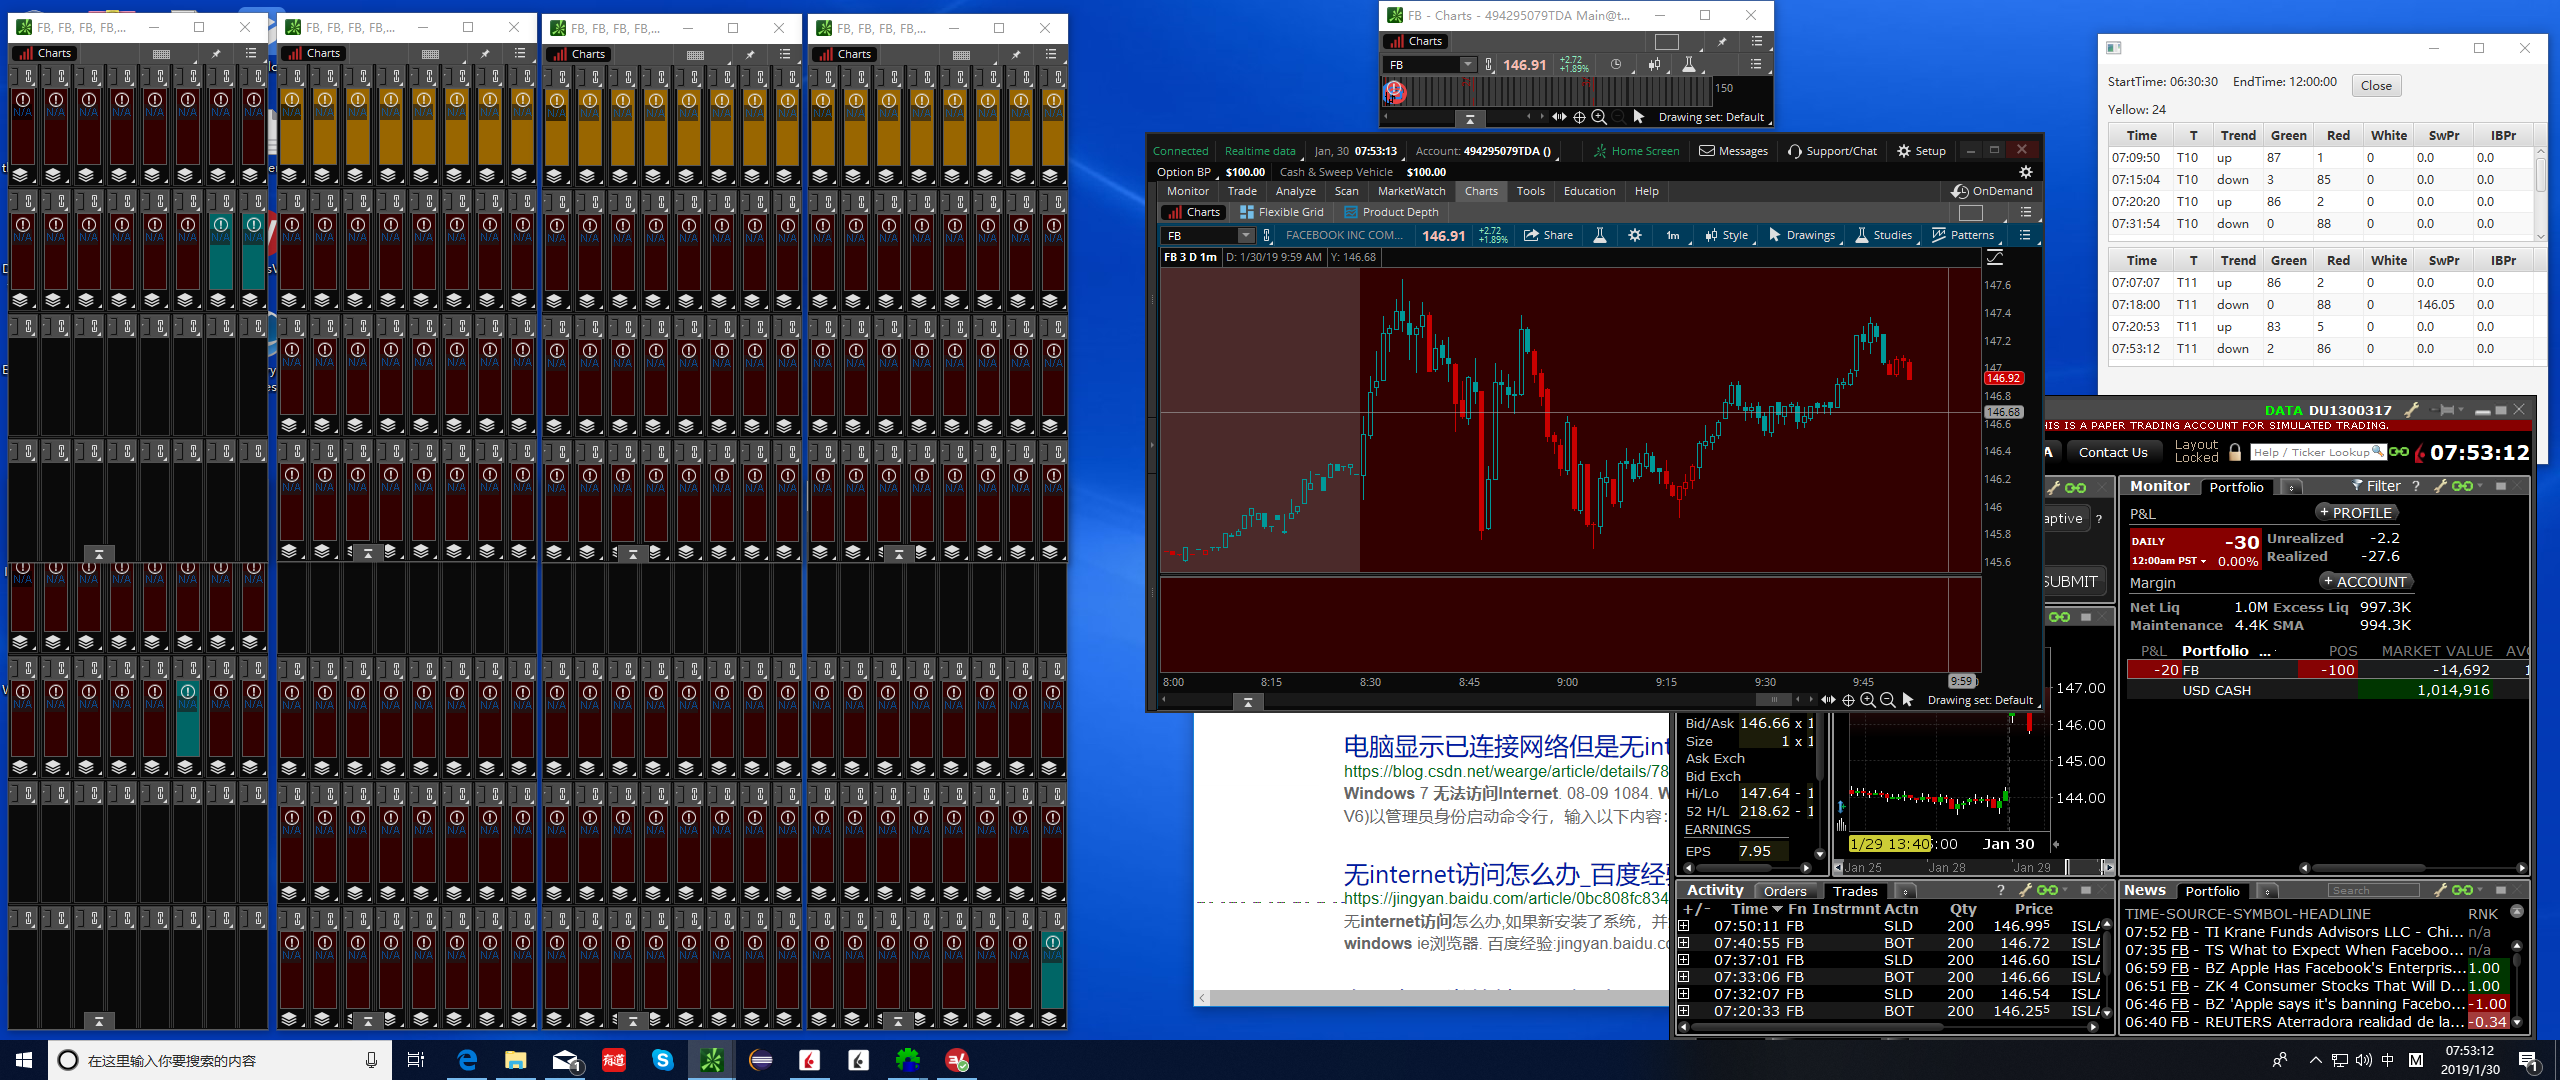 FB, FB, FB, FB,...
Charts
FB, FB, FB, FB,...
Charts
FB, FB, FB, FB,...
Charts
FB, FB, FB, FB,...
Charts
N/A
FB - Charts - 494295079TDA Main@t...
Charts
FB 146.91 +2.72 +1.89%
150
Drawing set: Default
Connected Realtime data Jan, 30 07:53:13 Account: 494295079TDA () Home Screen Messages Support/Chat Setup
Option BP $100.00 Cash & Sweep Vehicle $100.00
Monitor Trade Analyze Scan MarketWatch Charts Tools Education Help OnDemand
Charts Flexible Grid Product Depth
FB FACEBOOK INC COM... 146.91 +2.72 +1.89% Share 1m Style Drawings Studies Patterns
FB 3 D 1m D: 1/30/19 9:59 AM Y: 146.68
147.6
147.4
147.2
147
146.92
146.8
146.68
146.6
146.4
146.2
146
145.8
145.6
8:00 8:15 8:30 8:45 9:00 9:15 9:30 9:45 9:59
Drawing set: Default
StartTime: 06:30:30 EndTime: 12:00:00 Close
Yellow: 24
Time T Trend Green Red White SwPr IBPr
07:09:50 T10 up 87 1 0 0.0 0.0
07:15:04 T10 down 3 85 0 0.0 0.0
07:20:20 T10 up 86 2 0 0.0 0.0
07:31:54 T10 down 0 88 0 0.0 0.0
Time T Trend Green Red White SwPr IBPr
07:07:07 T11 up 86 2 0 0.0 0.0
07:18:00 T11 down 0 88 0 146.05 0.0
07:20:53 T11 up 83 5 0 0.0 0.0
07:53:12 T11 down 2 86 0 0.0 0.0
DATA DU1300317
HIS IS A PAPER TRADING ACCOUNT FOR SIMULATED TRADING.
A Contact Us Layout Locked Help / Ticker Lookup 07:53:12
aptive ?
SUBMIT
Monitor Portfolio Filter ?
P&L + PROFILE
DAILY -30 Unrealized -2.2
12:00am PST 0.00% Realized -27.6
Margin + ACCOUNT
Net Liq 1.0M Excess Liq 997.3K
Maintenance 4.4K SMA 994.3K
P&L Portfolio ... POS MARKET VALUE AVG
-20 FB -100 -14,692 1
USD CASH 1,014,916
Bid/Ask 146.66 x 1
Size 1 x 1
Ask Exch
Bid Exch
Hi/Lo 147.64 - 1
52 H/L 218.62 - 1
EARNINGS
EPS 7.95
147.00
146.00
145.00
144.00
1/29 13:40 5:00 Jan 30
Jan 25 Jan 28 Jan 29
电脑显示已连接网络但是无int
https://blog.csdn.net/wearge/article/details/78
Windows 7 无法访问Internet. 08-09 1084. W
V6)以管理员身份启动命令行，输入以下内容：
无internet访问怎么办_百度经验
https://jingyan.baidu.com/article/0bc808fc834
无internet访问怎么办,如果新安装了系统，并
windows ie浏览器. 百度经验:jingyan.baidu.co
Activity Orders Trades ?
+/- Time Fn Instrmnt Actn Qty Price
07:50:11 FB SLD 200 146.995 ISLA
07:40:55 FB BOT 200 146.72 ISLA
07:37:01 FB SLD 200 146.60 ISLA
07:33:06 FB BOT 200 146.66 ISLA
07:32:07 FB SLD 200 146.54 ISLA
07:20:33 FB BOT 200 146.255 ISLA
News Portfolio Search
TIME-SOURCE-SYMBOL-HEADLINE RNK
07:52 FB - TI Krane Funds Advisors LLC - Chi... n/a
07:35 FB - TS What to Expect When Faceboo... n/a
06:59 FB - BZ Apple Has Facebook's Enterpris... 1.00
06:51 FB - ZK 4 Consumer Stocks That Will D... 1.00
06:46 FB - BZ 'Apple says it's banning Facebo... -1.00
06:40 FB - REUTERS Aterradora realidad de la... -0.34
在这里输入你要搜索的内容
有道
中 M
07:53:12
2019/1/30